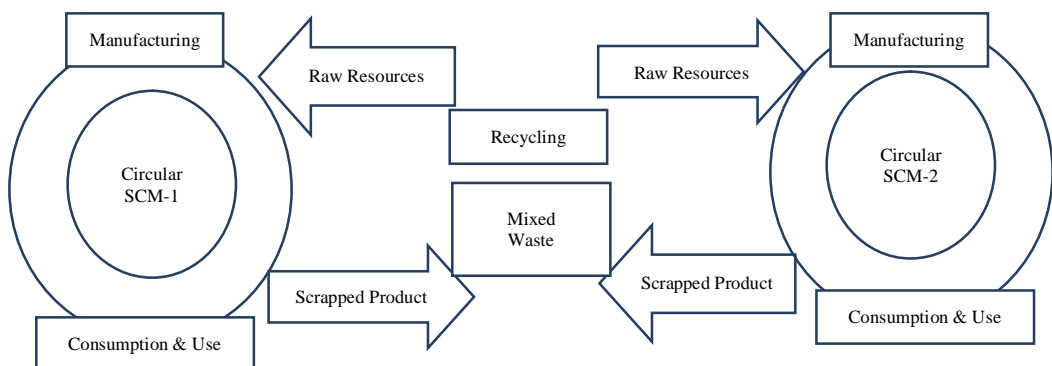 Manufacturing
Manufacturing
Raw Resources
Raw Resources
Recycling
Circular
SCM-1
Circular
SCM-2
Mixed
Waste
Scrapped Product
Scrapped Product
Consumption & Use
Consumption & Use